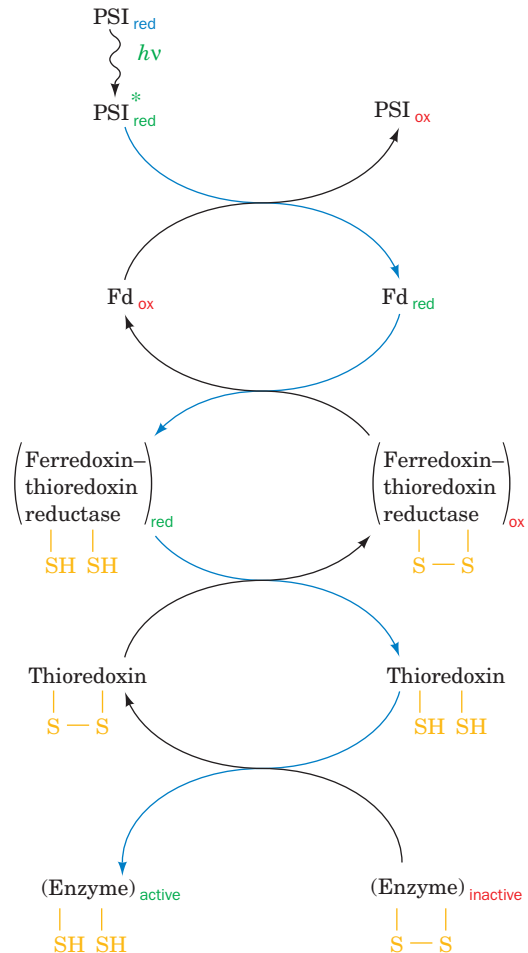 PSI red
hν
PSI* red
PSI ox
Fd ox
Fd red
(Ferredoxin–
thioredoxin
reductase) red
SH SH
(Ferredoxin–
thioredoxin
reductase) ox
S — S
Thioredoxin
S — S
Thioredoxin
SH SH
(Enzyme) active
SH SH
(Enzyme) inactive
S — S